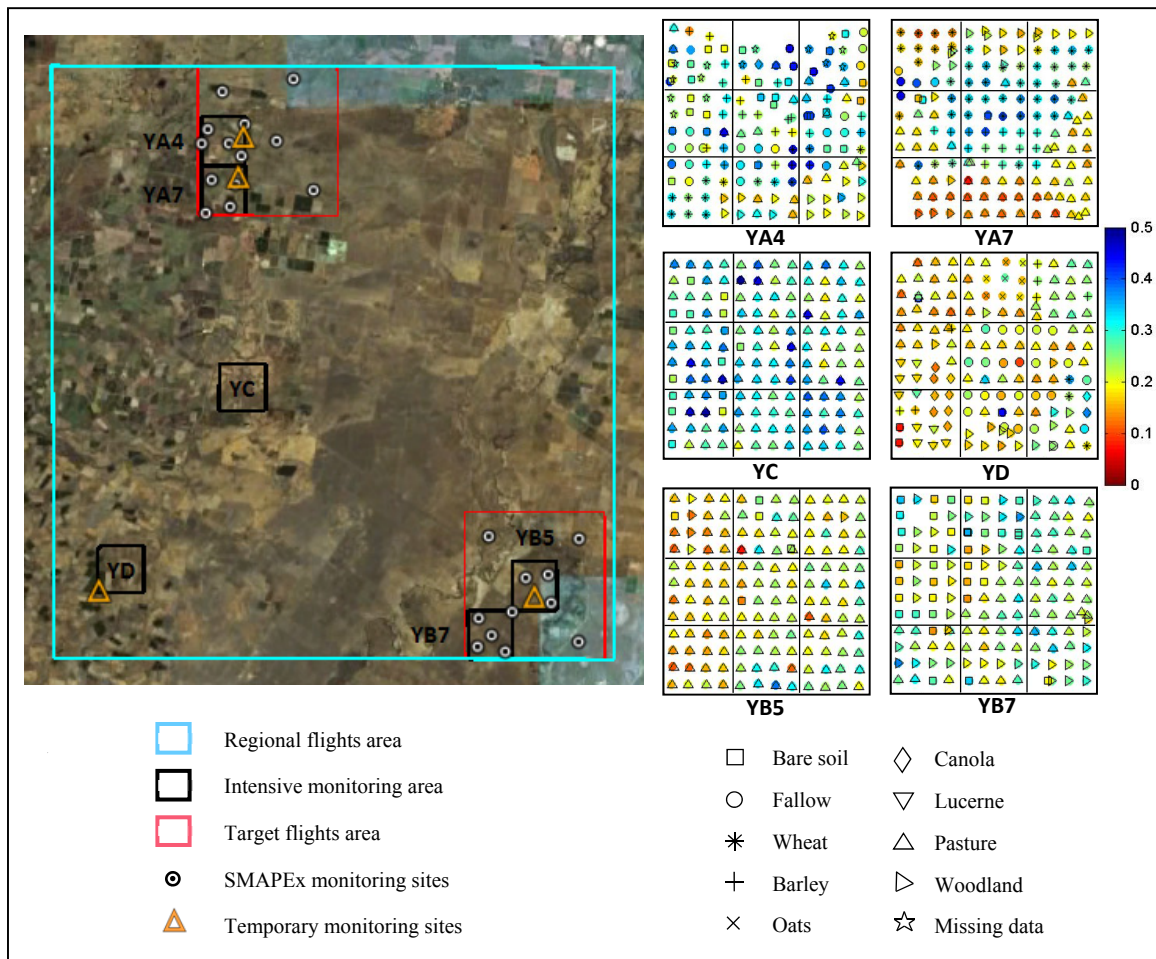 YA4
YA7
YC
YD
YB5
YB7
YA4
YA7
0.5
0.4
0.3
0.2
0.1
0
YC
YD
YB5
YB7
Regional flights area
Intensive monitoring area
Target flights area
SMAPEx monitoring sites
Temporary monitoring sites
Bare soil
Fallow
Wheat
Barley
Oats
Canola
Lucerne
Pasture
Woodland
Missing data